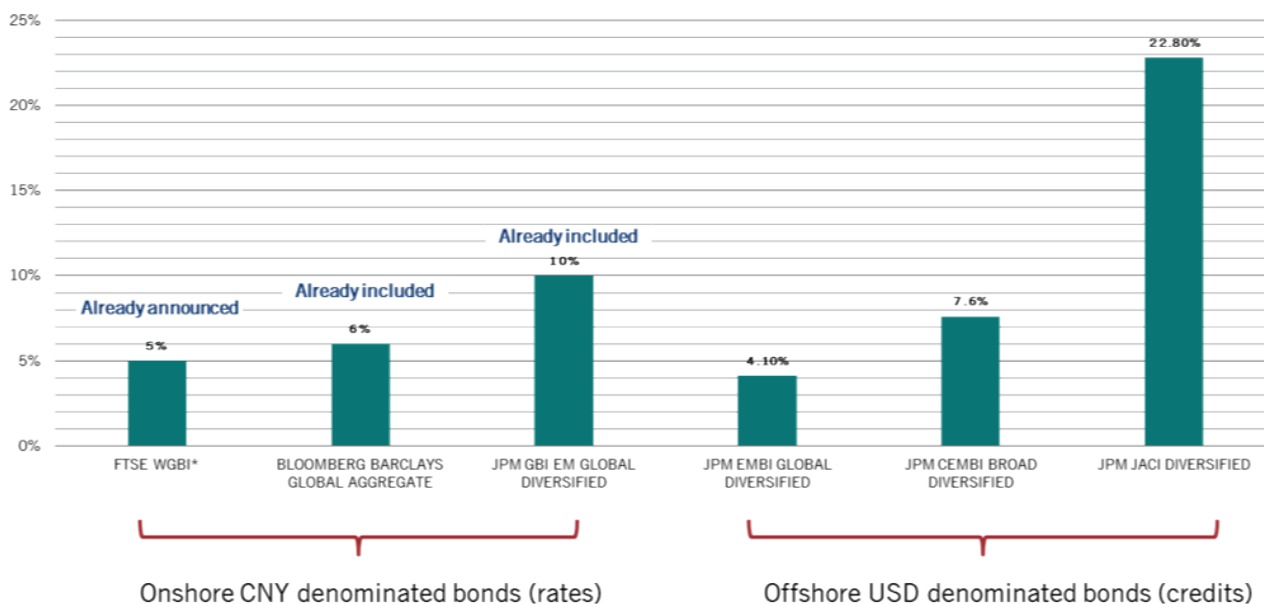 25%
20%
15%
10%
5%
0%
Already announced
5%
Already included
6%
Already included
10%
4.10%
7.6%
22.80%
FTSE WGBI*
BLOOMBERG BARCLAYS
GLOBAL AGGREGATE
JPM GBI EM GLOBAL
DIVERSIFIED
JPM EMBI GLOBAL
DIVERSIFIED
JPM CEMBI BROAD
DIVERSIFIED
JPM JACI DIVERSIFIED
Onshore CNY denominated bonds (rates)
Offshore USD denominated bonds (credits)